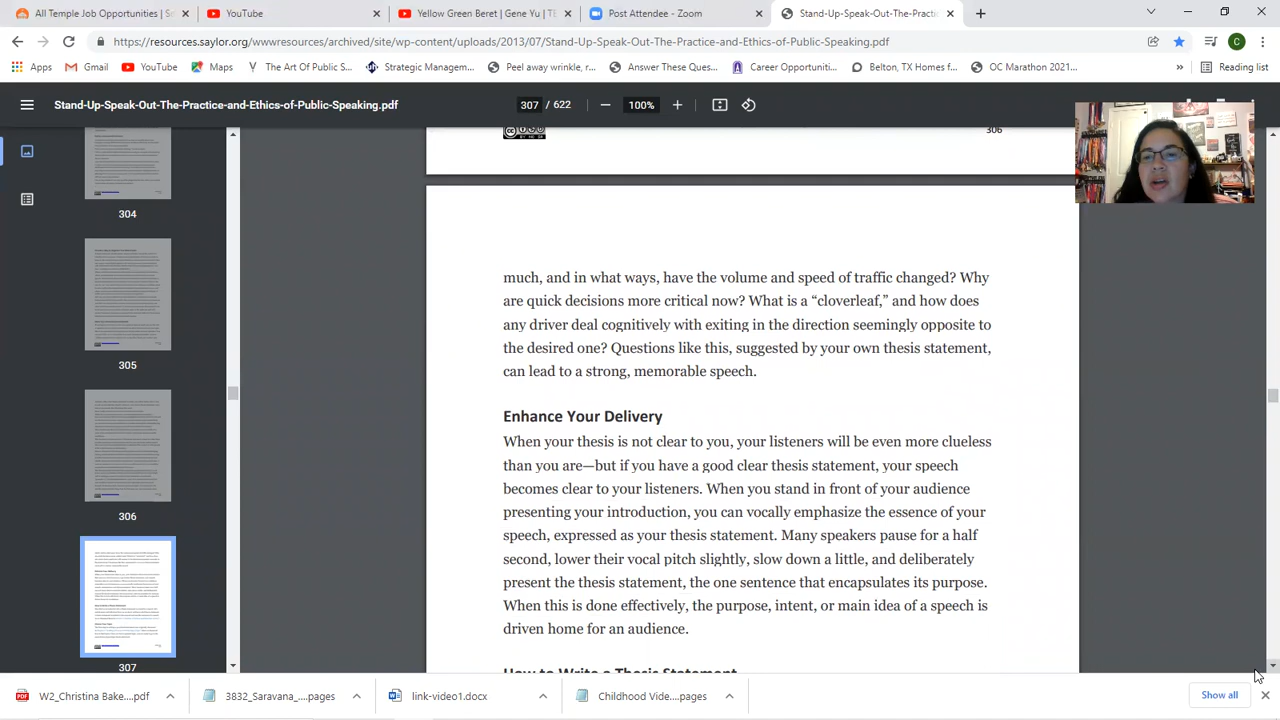 All Temple Job Applications | S
YouTube
Yellow Green Beret | Gene Yu | TE
Post Attendee - Zoom
Stand-Up-Speak-Out-The-Practic
https://resources.saylor.org/wwwresources/archived/site/wp-content/uploads/2013/07/Stand-Up-Speak-Out-The-Practice-and-Ethics-of-Public-Speaking.pdf
C
Apps
Gmail
YouTube
Maps
The Art Of Public S...
Strategic Managem...
Peel away winkle, r...
Answer These Ques...
Career Opportuniti...
Belton, TX Homes f...
OC Marathon 2021...
»
Reading list
Stand-Up-Speak-Out-The-Practice-and-Ethics-of-Public-Speaking.pdf
307 / 622
100%
304
305
306
307
306
much, and in what ways, have the volume and speed of traffic changed? Why
are quick decisions more critical now? What is a “cloverleaf,” and how does
any driver deal cognitively with exiting in the direction seemingly opposite to
the desired one? Questions like this, suggested by your own thesis statement,
can lead to a strong, memorable speech.
Enhance Your Delivery
When your thesis is not clear to you, your listeners will be even more clueless
than you are—but if you have a good clear thesis statement, your speech
becomes clear to your listeners. When you stand in front of your audience
presenting your introduction, you can vocally emphasize the essence of your
speech, expressed as your thesis statement. Many speakers pause for a half
second, lower their vocal pitch slightly, slow down a little, and deliberately
present the thesis statement, the one sentence that encapsulates its purpose.
When this is done effectively, the purpose, intent, or main idea of a speech is
driven home for an audience.
How to Write a Thesis Statement
W2_Christina Bake....pdf
3832_Saravana_....pages
link-video1.docx
Childhood Vide....pages
Show all